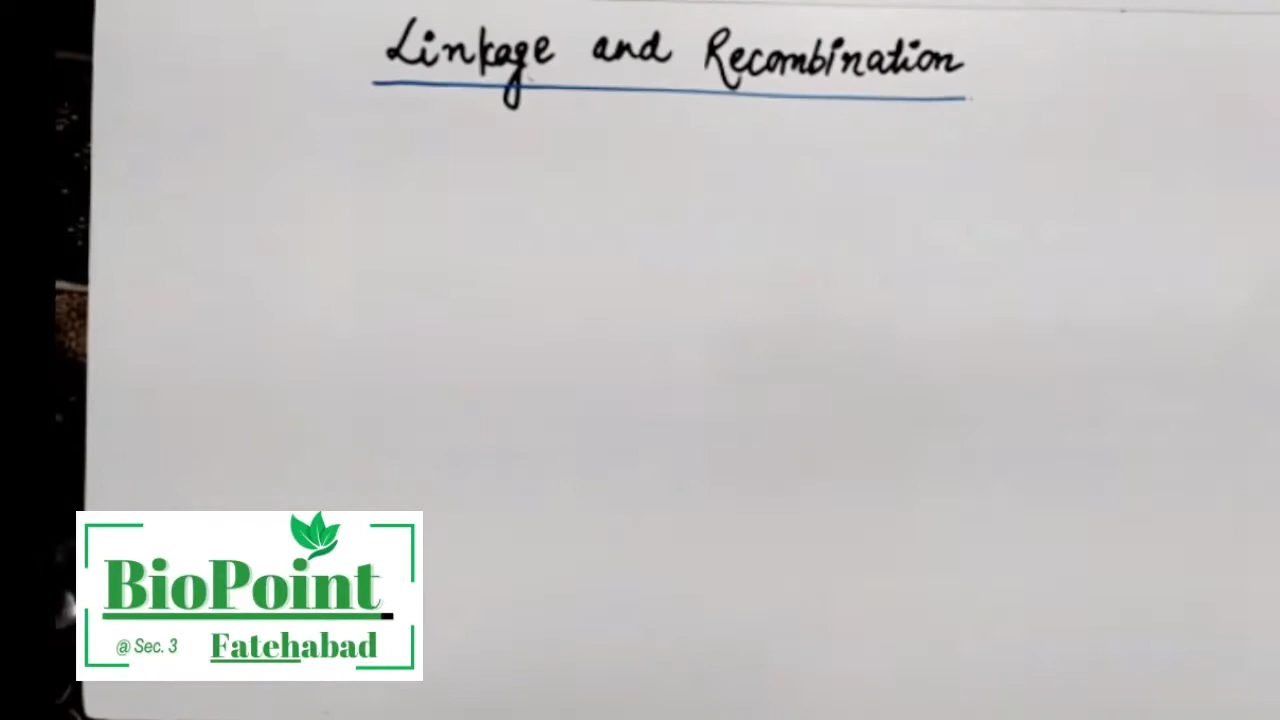 Linkage and Recombination
BioPoint
@ Sec. 3 Fatehabad